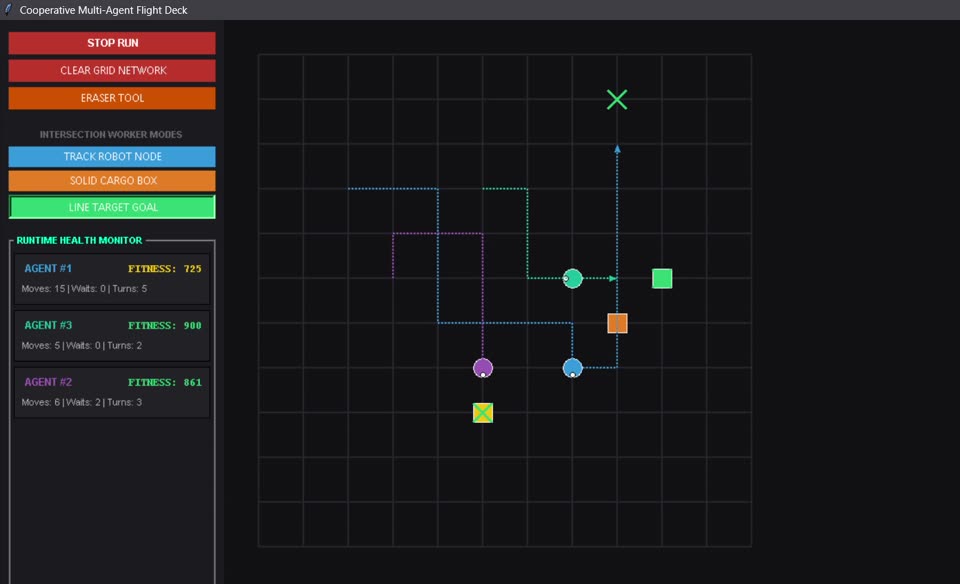 Cooperative Multi-Agent Flight Deck
STOP RUN
CLEAR GRID NETWORK
ERASER TOOL
INTERSECTION WORKER MODES
TRACK ROBOT NODE
SOLID CARGO BOX
LINE TARGET GOAL
RUNTIME HEALTH MONITOR
AGENT #1 FITNESS: 725
Moves: 15 | Waits: 0 | Turns: 5
AGENT #3 FITNESS: 900
Moves: 5 | Waits: 0 | Turns: 2
AGENT #2 FITNESS: 861
Moves: 6 | Waits: 2 | Turns: 3